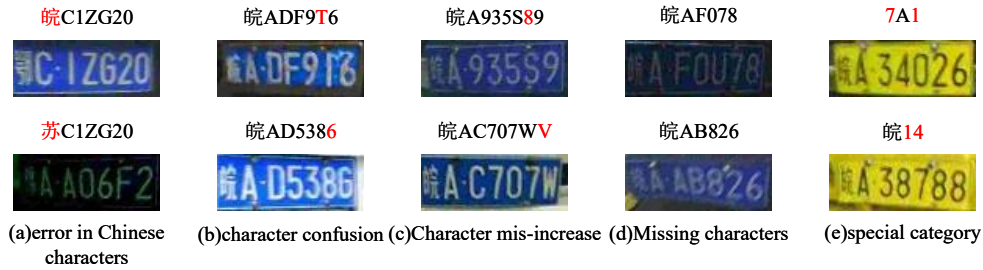 皖C1ZG20
皖ADF9T6
皖A935S89
皖AF078
7A1
C·1ZG20
皖A·DF916
皖A·935S9
皖A·F0U78
皖A·34026
苏C1ZG20
皖AD5386
皖AC707WV
皖AB826
皖14
A·A06F2
皖A·D538G
皖A·C707W
皖A·AB826
皖A·38788
(a)error in Chinese
characters
(b)character confusion
(c)Character mis-increase
(d)Missing characters
(e)special category